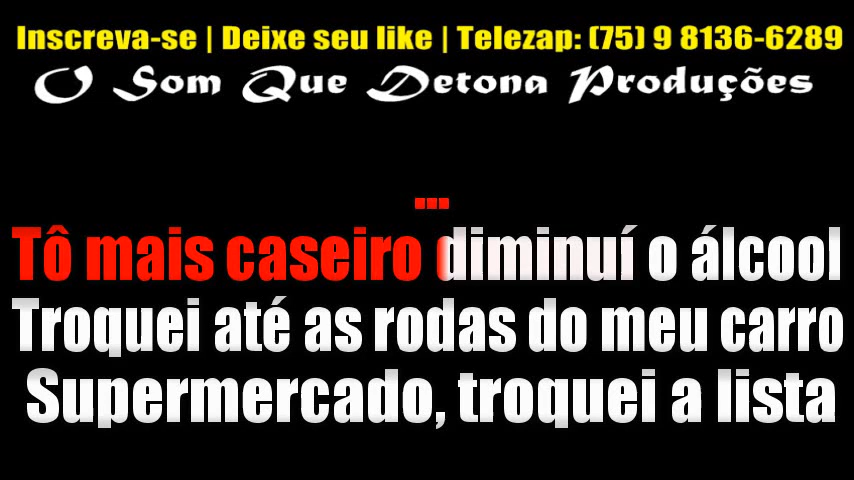 Inscreva-se | Deixe seu like | Telezap: (75) 9 8136-6289
O Som Que Detona Produções
...
Tô mais caseiro diminuí o álcool
Troquei até as rodas do meu carro
Supermercado, troquei a lista